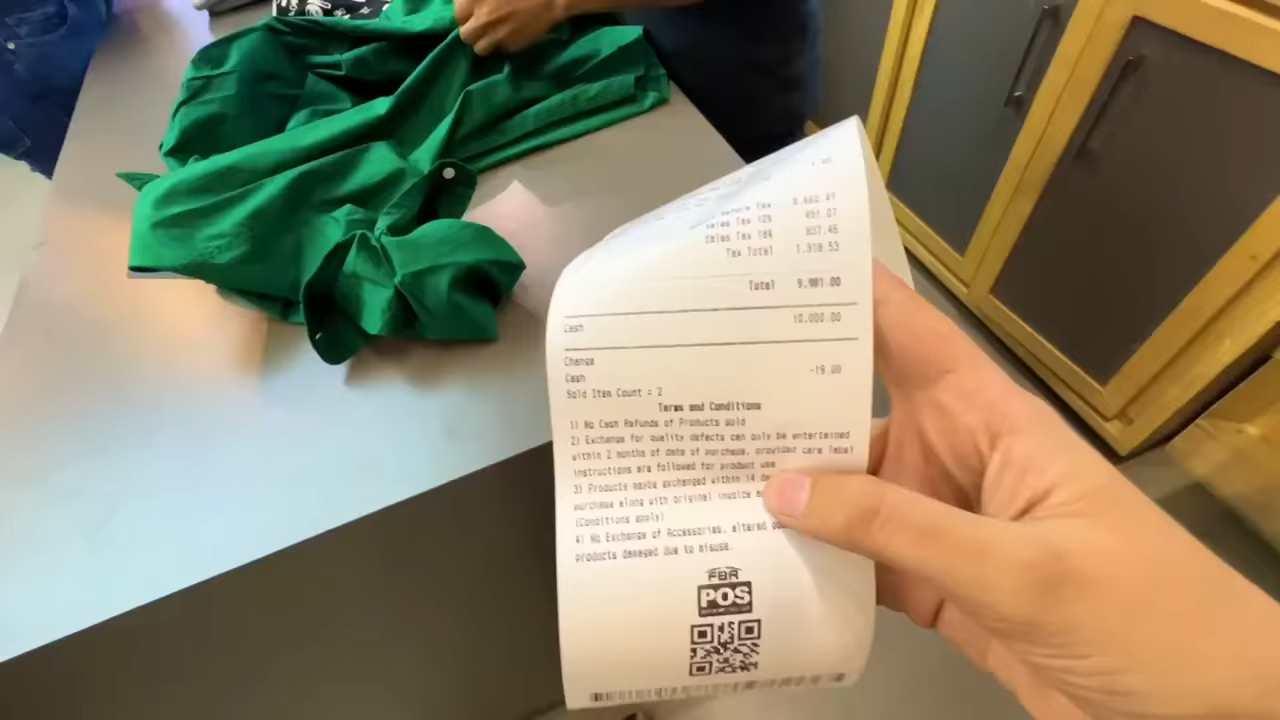 before Tax
Sales Tax
Sales Tax 18%
Tax Total
Total 9,981.00
Cash 10,000.00
Change
Cash -19.00
Sold Item Count = 2
Terms and Conditions
1) No Cash Refunds of Products sold
2) Exchange for quality defects can only be entertained
within 2 months of date of purchase, provided care label
instructions are followed for product use
3) Products maybe exchanged within 14
purchase along with original invoice
(Conditions apply)
4) No Exchange of Accessories, altered
products damaged due to misuse.
FBR
POS